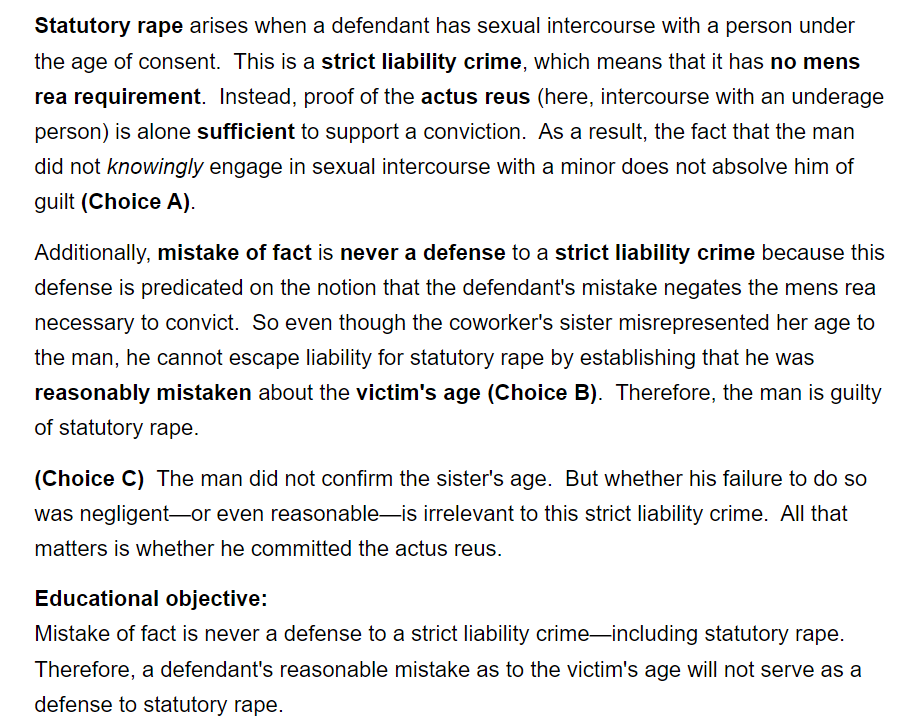 Statutory rape arises when a defendant has sexual intercourse with a person under
the age of consent.  This is a strict liability crime, which means that it has no mens
rea requirement.  Instead, proof of the actus reus (here, intercourse with an underage
person) is alone sufficient to support a conviction.  As a result, the fact that the man
did not knowingly engage in sexual intercourse with a minor does not absolve him of
guilt (Choice A).
Additionally, mistake of fact is never a defense to a strict liability crime because this
defense is predicated on the notion that the defendant's mistake negates the mens rea
necessary to convict.  So even though the coworker's sister misrepresented her age to
the man, he cannot escape liability for statutory rape by establishing that he was
reasonably mistaken about the victim's age (Choice B).  Therefore, the man is guilty
of statutory rape.
(Choice C)  The man did not confirm the sister's age.  But whether his failure to do so
was negligent—or even reasonable—is irrelevant to this strict liability crime.  All that
matters is whether he committed the actus reus.
Educational objective:
Mistake of fact is never a defense to a strict liability crime—including statutory rape.
Therefore, a defendant's reasonable mistake as to the victim's age will not serve as a
defense to statutory rape.